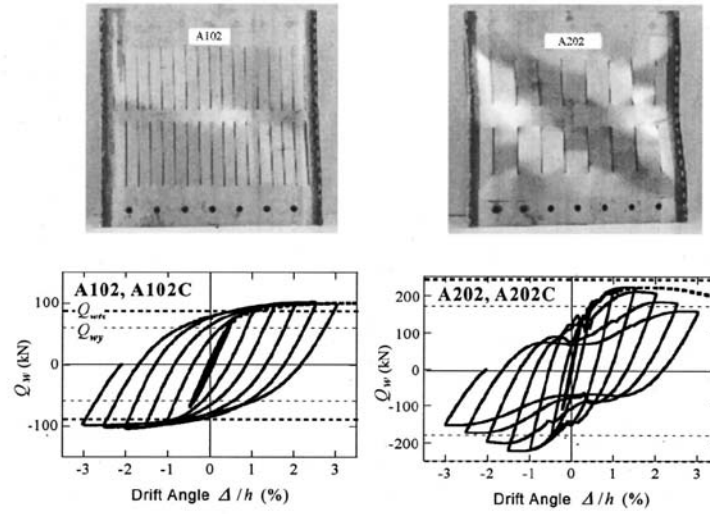 A102
A202
A102, A102C
100
0
-100
Q_w (kN)
Q_wy
-3 -2 -1 0 1 2 3
Drift Angle Δ/h (%)
A202, A202C
200
100
0
-100
-200
Q_w (kN)
-3 -2 -1 0 1 2 3
Drift Angle Δ/h (%)